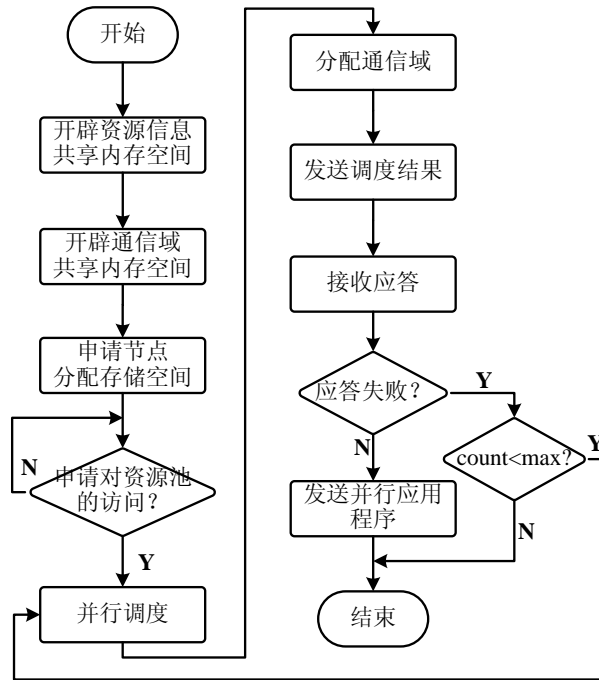 开始
开辟资源信息
共享内存空间
开辟通信域
共享内存空间
申请节点
分配存储空间
N
申请对资源池
的访问?
Y
并行调度
分配通信域
发送调度结果
接收应答
应答失败?
Y
N
count<max?
Y
N
发送并行应用
程序
结束